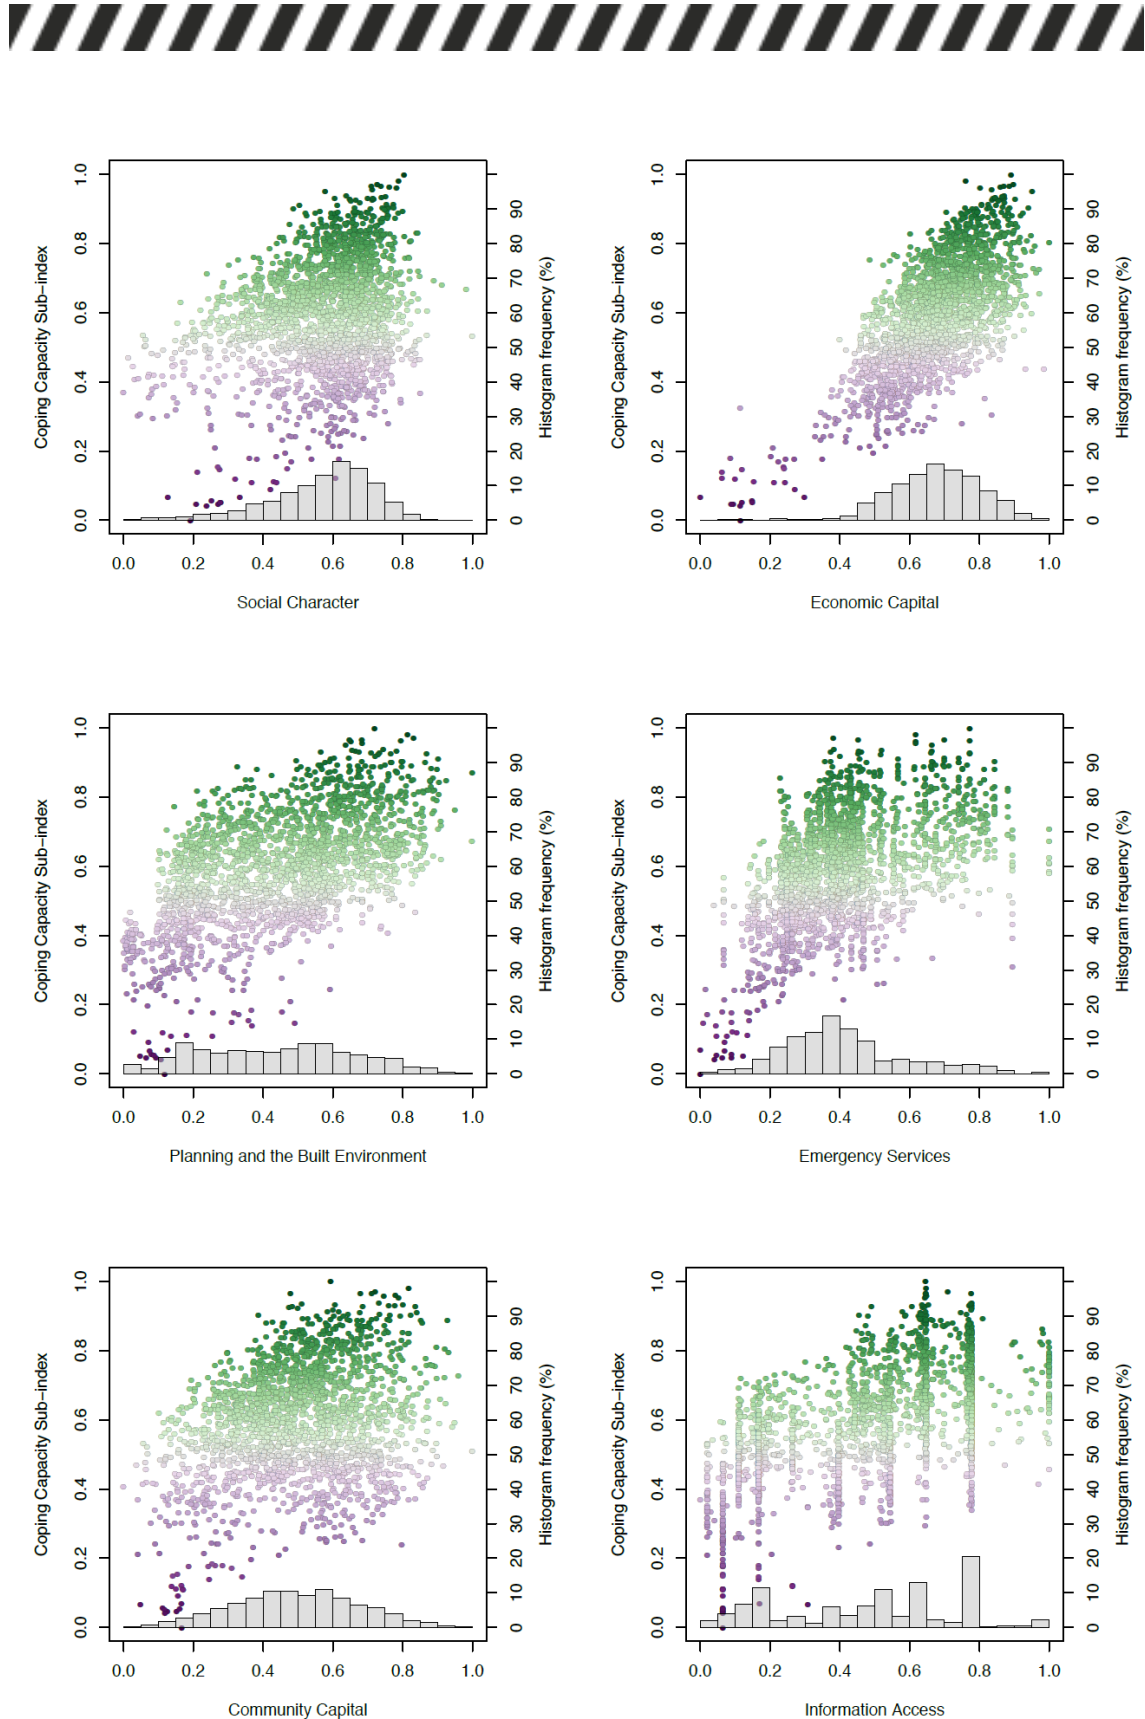 Coping Capacity Sub−index
0.0 0.2 0.4 0.6 0.8 1.0
Histogram frequency (%)
0 10 20 30 40 50 60 70 80 90
0.0 0.2 0.4 0.6 0.8 1.0
Social Character
Coping Capacity Sub−index
0.0 0.2 0.4 0.6 0.8 1.0
Histogram frequency (%)
0 10 20 30 40 50 60 70 80 90
0.0 0.2 0.4 0.6 0.8 1.0
Economic Capital
Coping Capacity Sub−index
0.0 0.2 0.4 0.6 0.8 1.0
Histogram frequency (%)
0 10 20 30 40 50 60 70 80 90
0.0 0.2 0.4 0.6 0.8 1.0
Planning and the Built Environment
Coping Capacity Sub−index
0.0 0.2 0.4 0.6 0.8 1.0
Histogram frequency (%)
0 10 20 30 40 50 60 70 80 90
0.0 0.2 0.4 0.6 0.8 1.0
Emergency Services
Coping Capacity Sub−index
0.0 0.2 0.4 0.6 0.8 1.0
Histogram frequency (%)
0 10 20 30 40 50 60 70 80 90
0.0 0.2 0.4 0.6 0.8 1.0
Community Capital
Coping Capacity Sub−index
0.0 0.2 0.4 0.6 0.8 1.0
Histogram frequency (%)
0 10 20 30 40 50 60 70 80 90
0.0 0.2 0.4 0.6 0.8 1.0
Information Access